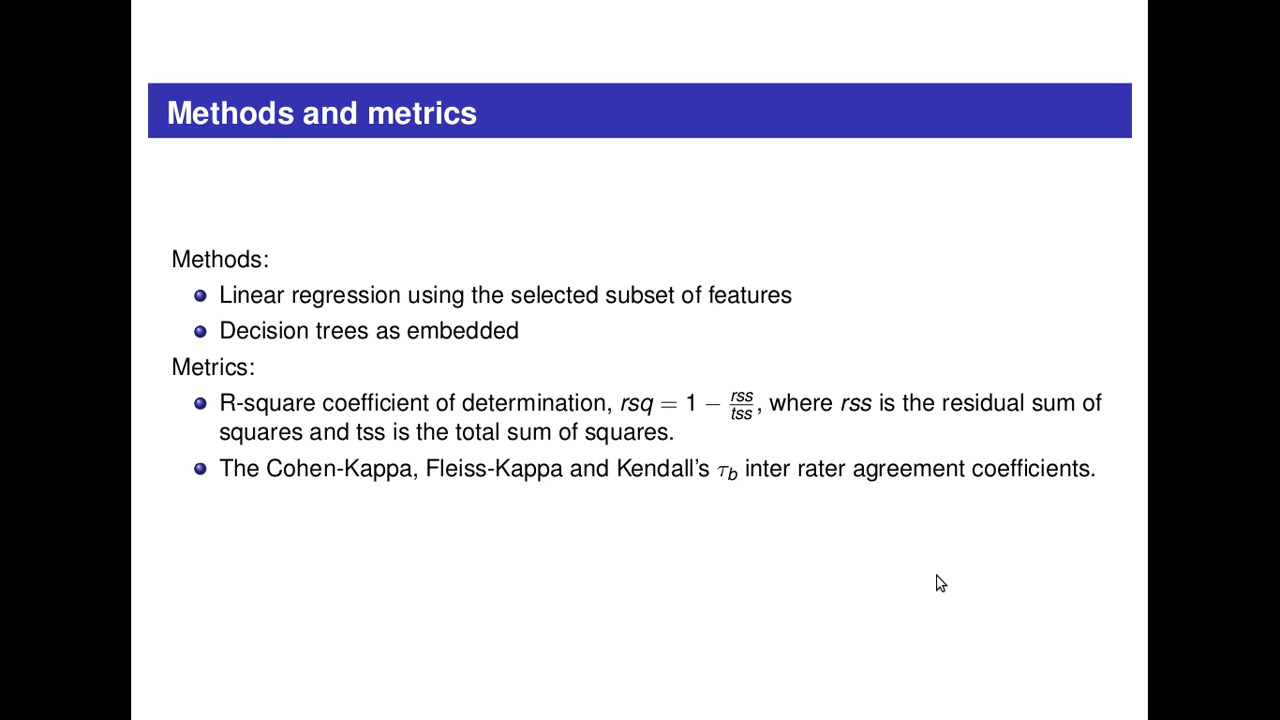 Methods and metrics
Methods:
Linear regression using the selected subset of features
Decision trees as embedded
Metrics:
R-square coefficient of determination, rsq = 1 − rss/tss, where rss is the residual sum of
squares and tss is the total sum of squares.
The Cohen-Kappa, Fleiss-Kappa and Kendall's τb inter rater agreement coefficients.